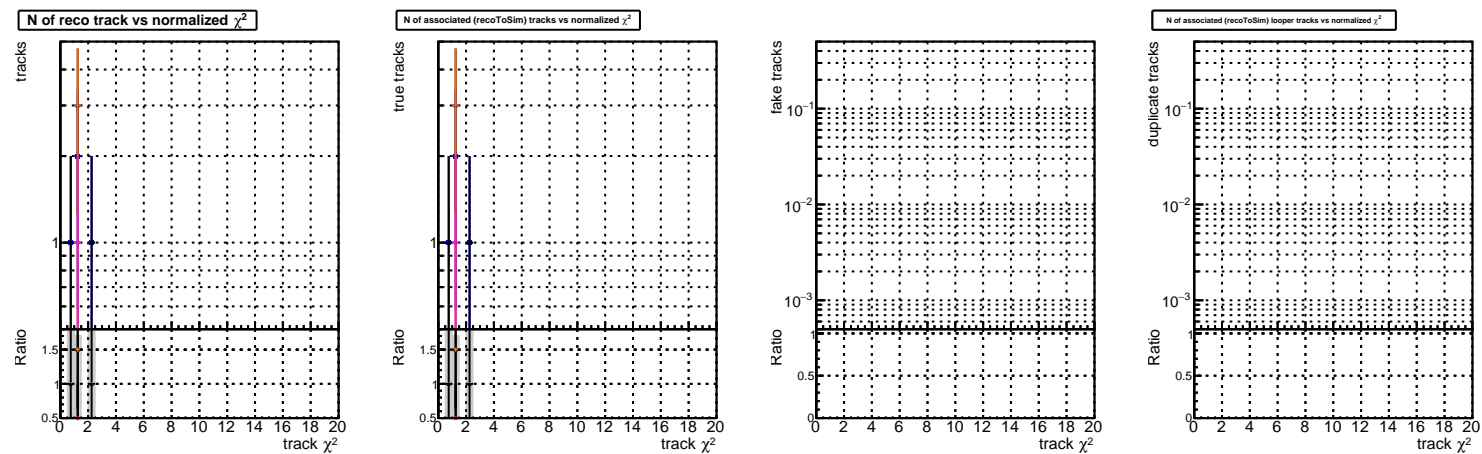 N of reco track vs normalized χ²
tracks
1
Ratio
1.5
1
0.5
0 2 4 6 8 10 12 14 16 18 20
track χ²
N of associated (recoToSim) tracks vs normalized χ²
true tracks
1
Ratio
1.5
1
0.5
0 2 4 6 8 10 12 14 16 18 20
track χ²
fake tracks
10⁻¹
10⁻²
10⁻³
Ratio
1
0.5
0
0 2 4 6 8 10 12 14 16 18 20
track χ²
N of associated (recoToSim) looper tracks vs normalized χ²
duplicate tracks
10⁻¹
10⁻²
10⁻³
Ratio
1
0.5
0
0 2 4 6 8 10 12 14 16 18 20
track χ²